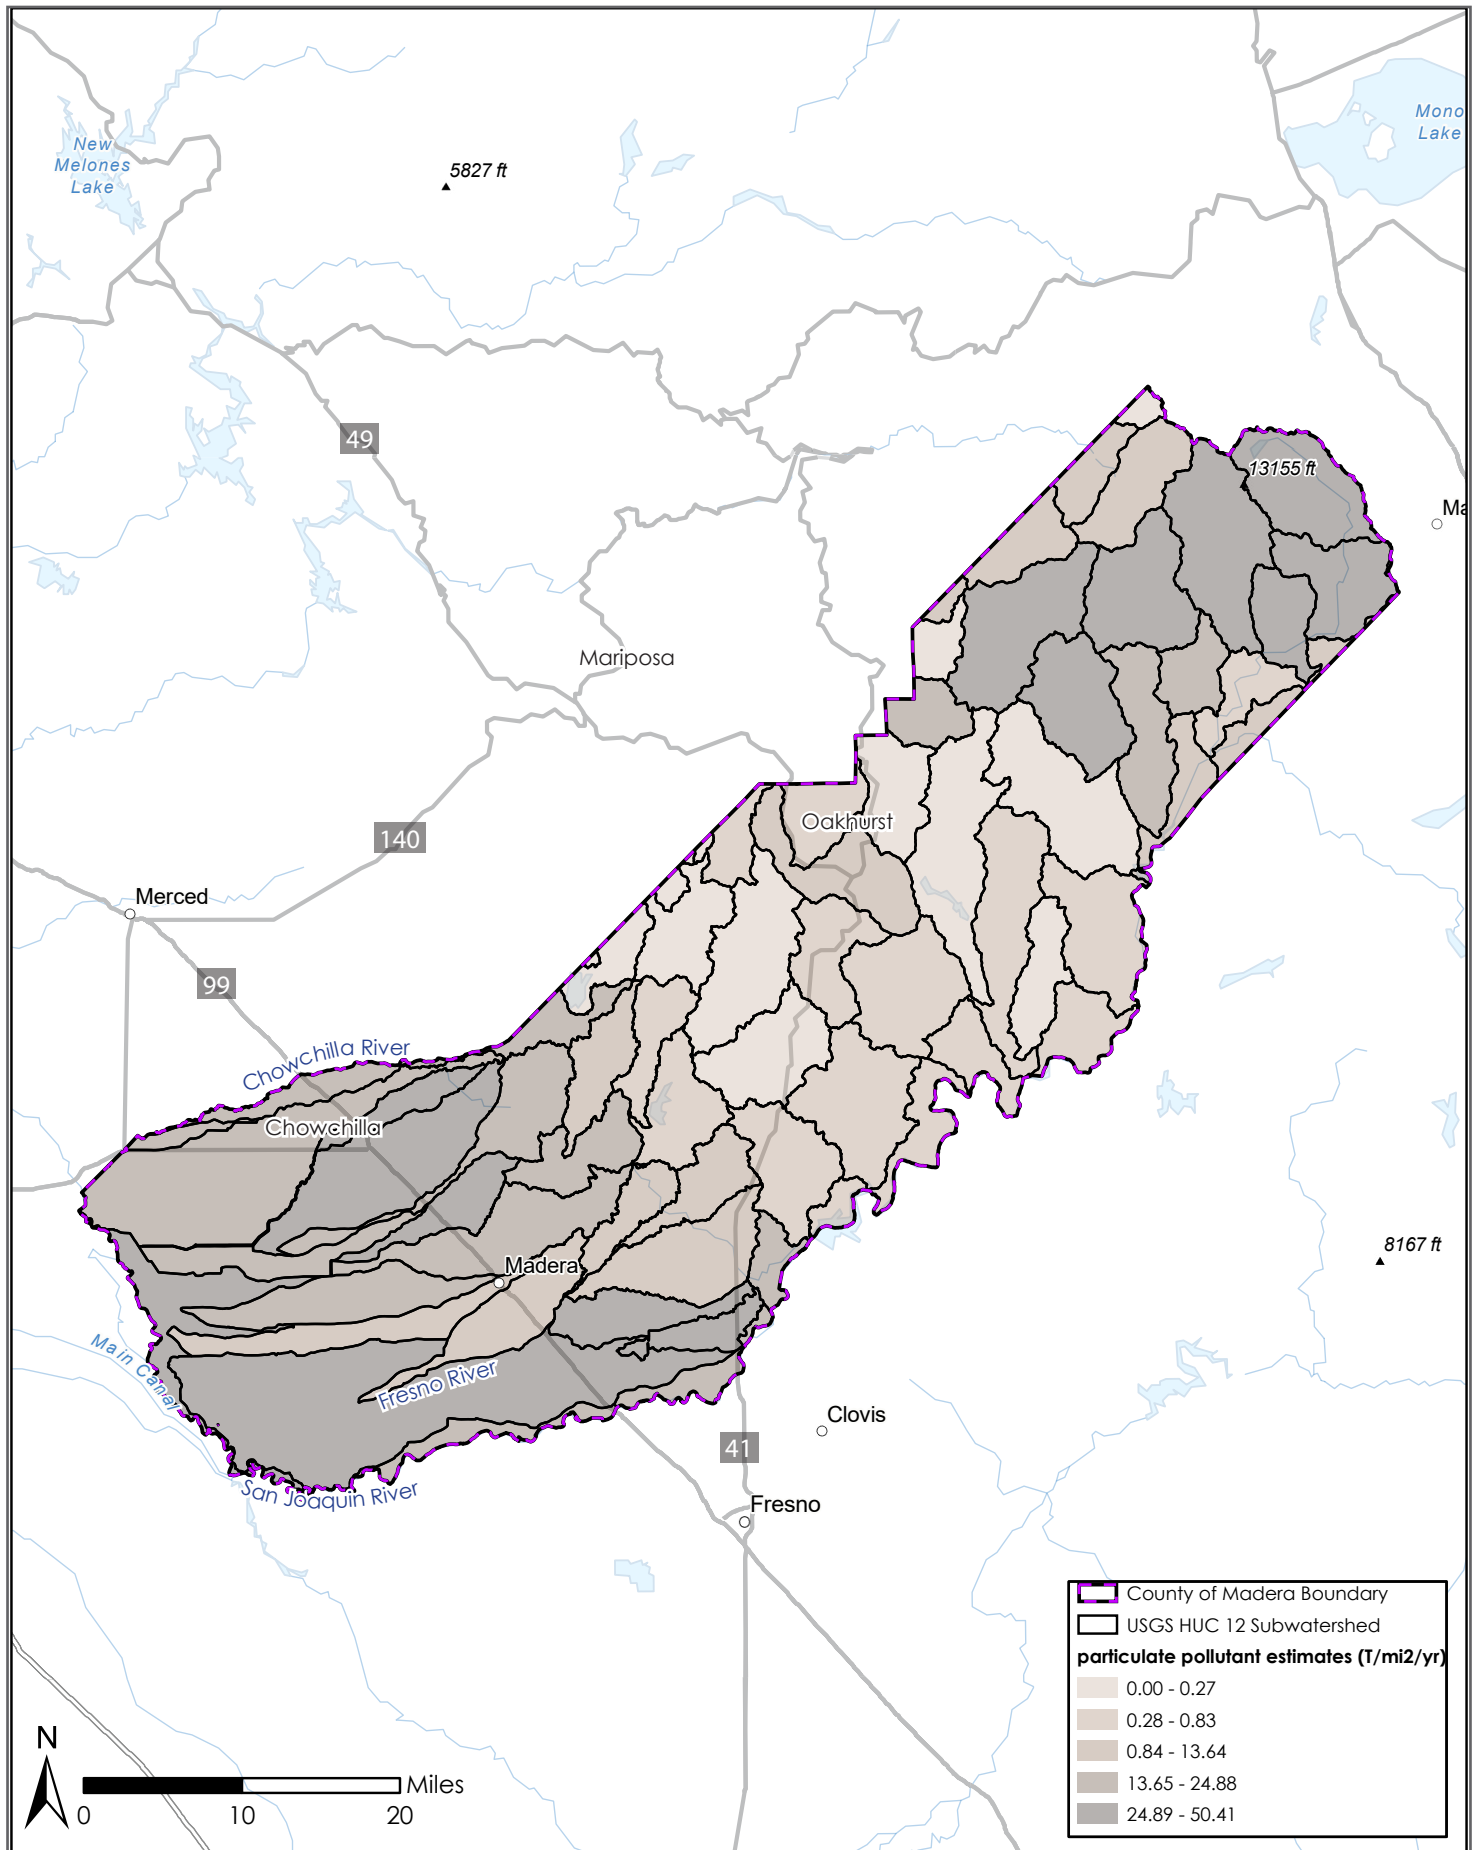 Mono
Lake
New
Melones
Lake
5827 ft
49
13155 ft
Ma
Mariposa
Oakhurst
140
Merced
99
Chowchilla River
Chowchilla
Madera
8167 ft
Main Canal
Fresno River
Clovis
41
San Joaquin River
Fresno
County of Madera Boundary
USGS HUC 12 Subwatershed
particulate pollutant estimates (T/mi2/yr)
0.00 - 0.27
0.28 - 0.83
0.84 - 13.64
13.65 - 24.88
24.89 - 50.41
N
Miles
0 10 20